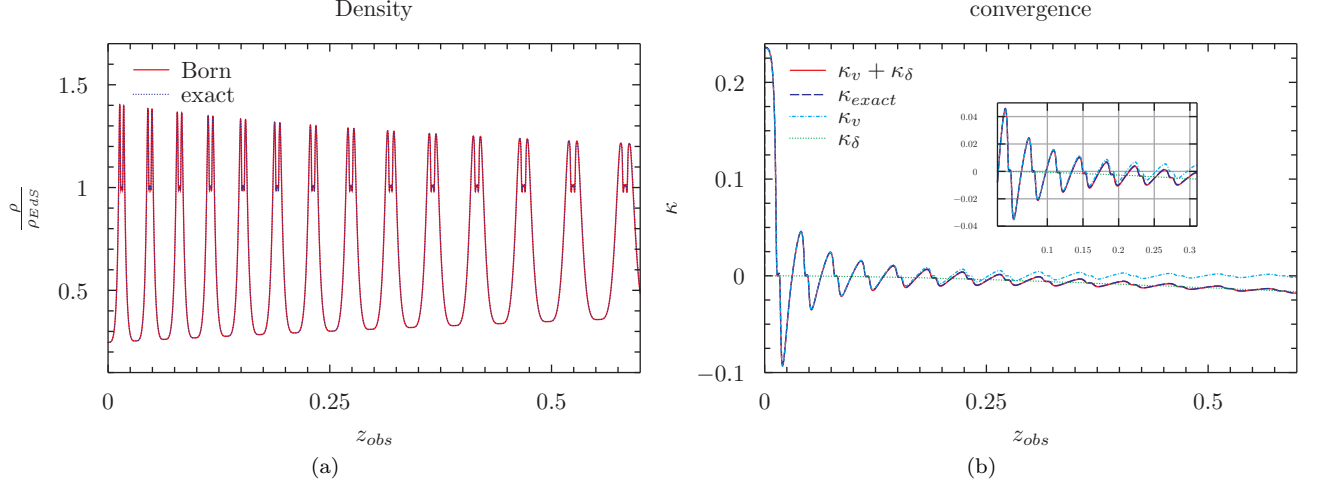 Density
1.5
1
0.5
ρ/ρ_EdS
Born
exact
0
0.25
0.5
z_obs
(a)
convergence
0.2
0.1
0
−0.1
κ
κ_v + κ_δ
κ_exact
κ_v
κ_δ
0.04
0.02
0
−0.02
−0.04
0.1
0.15
0.2
0.25
0.3
0
0.25
0.5
z_obs
(b)